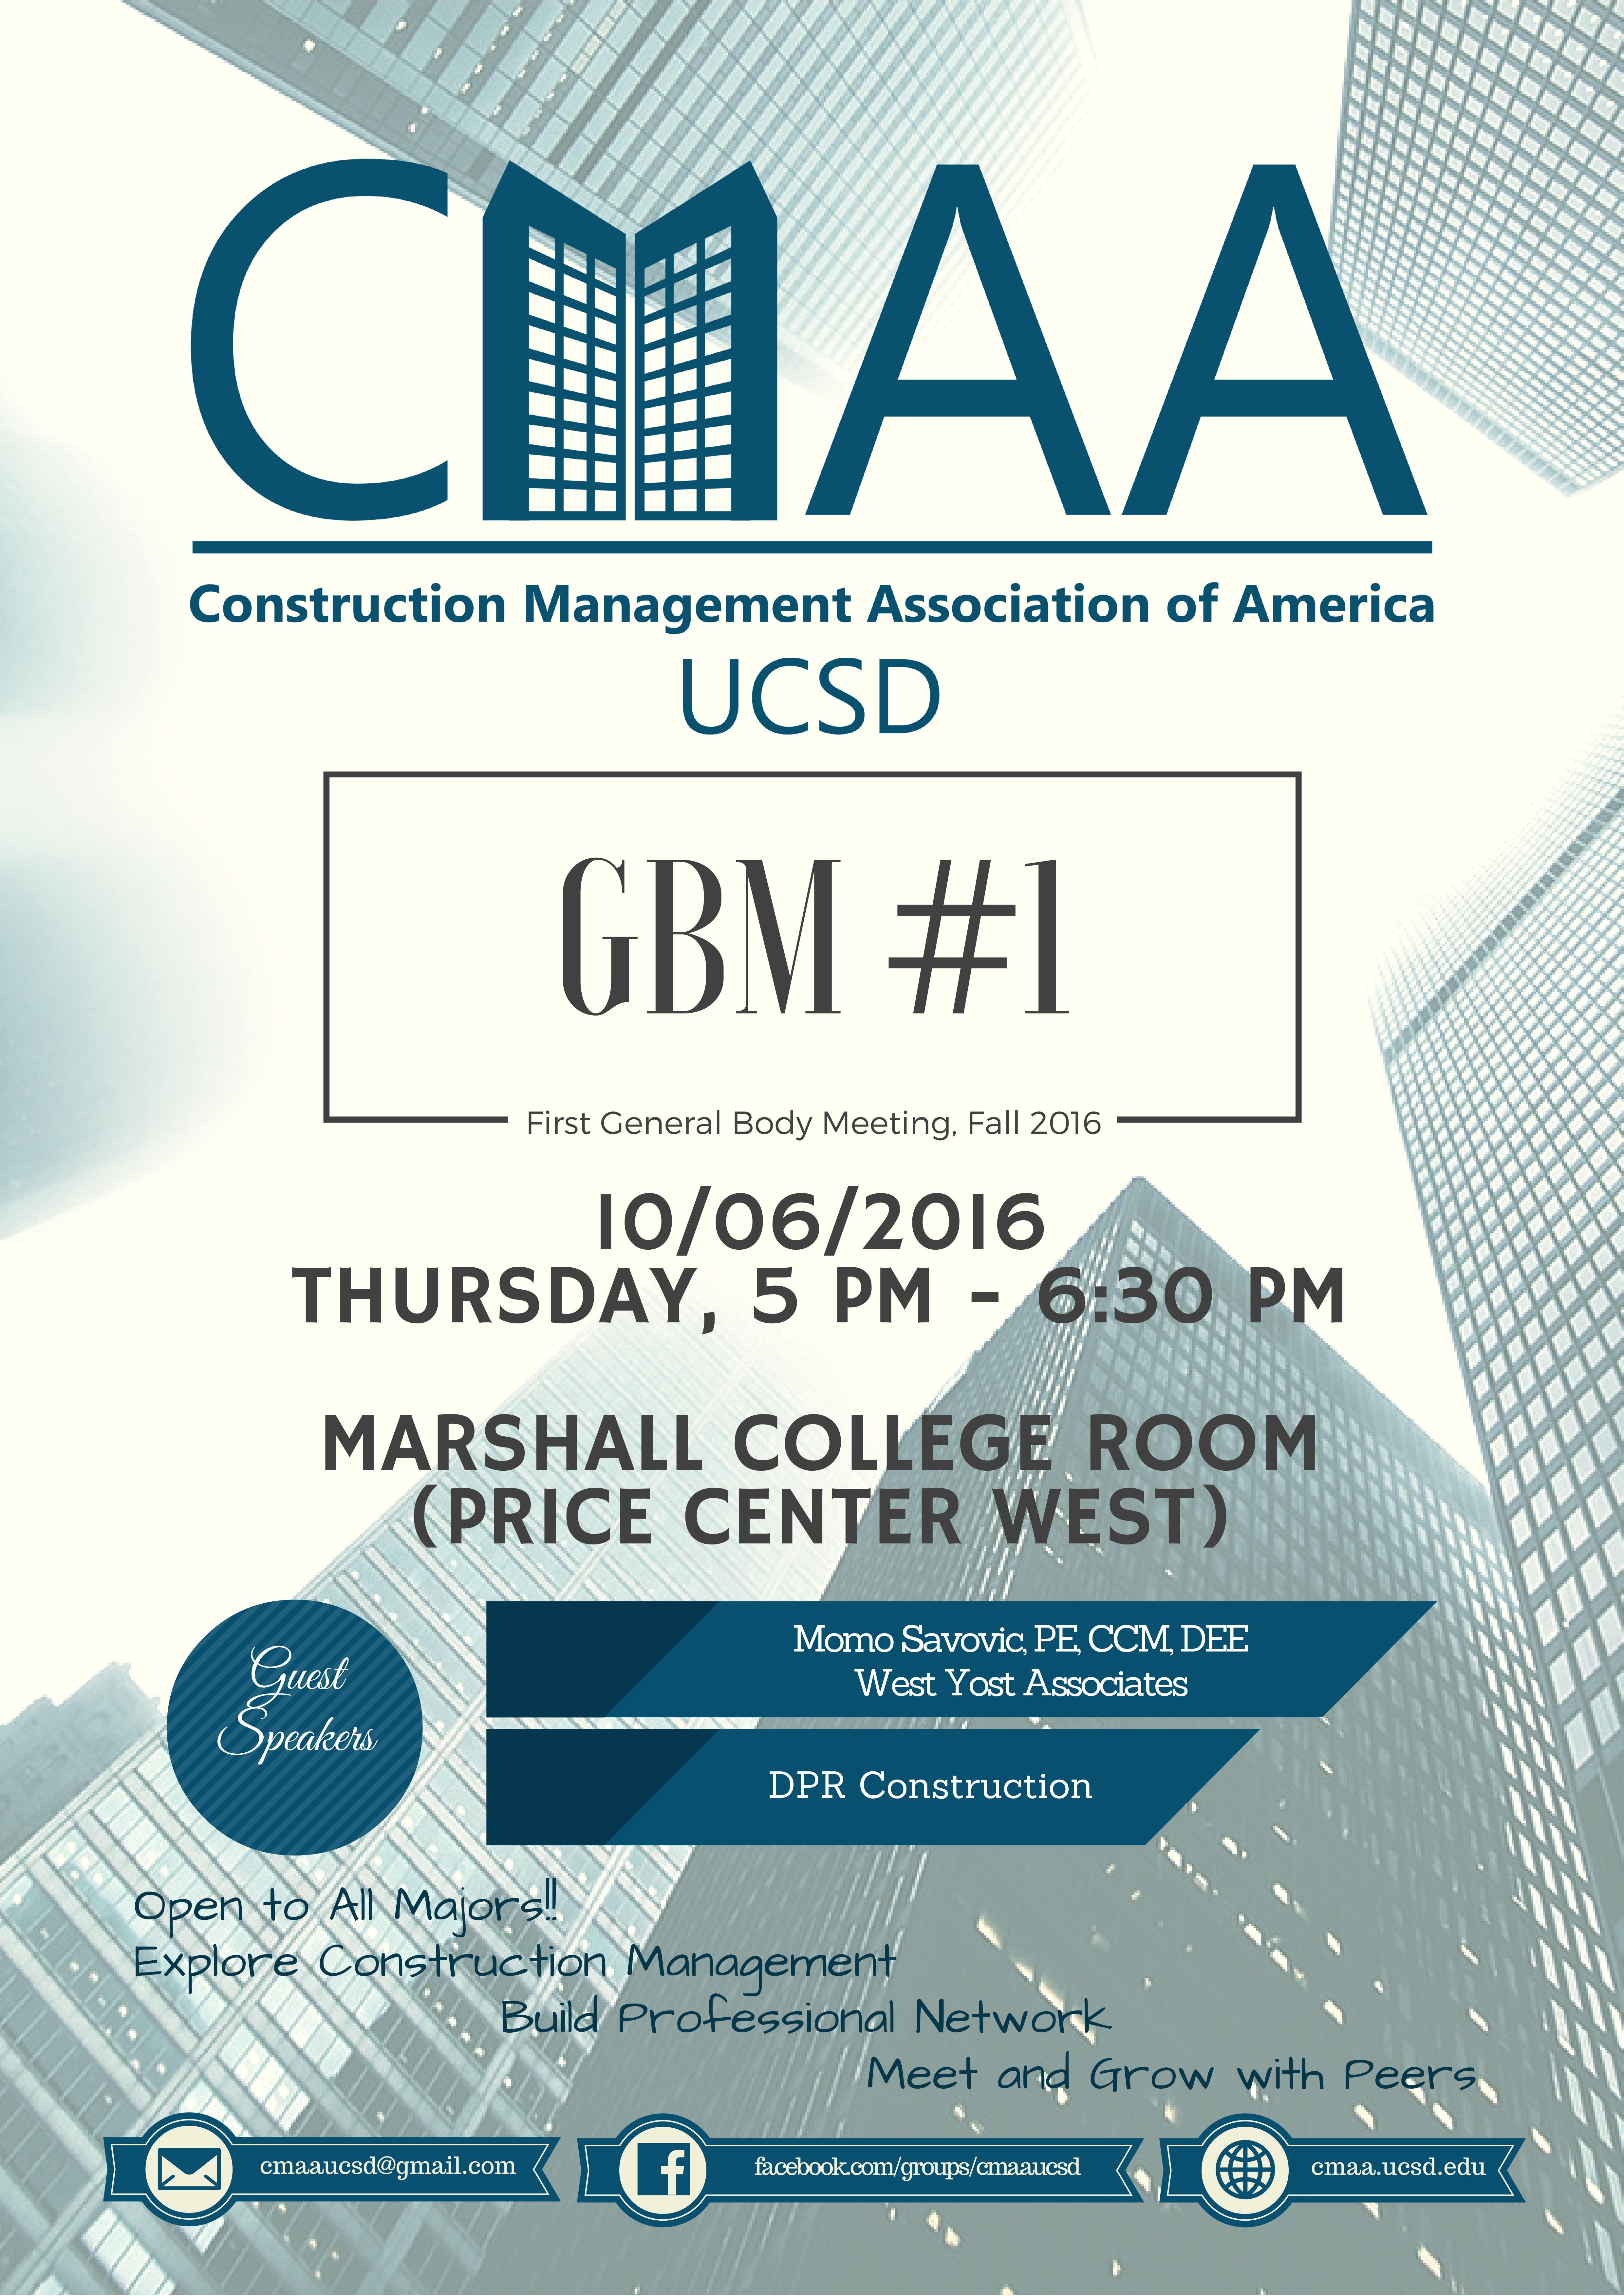 CMAA
Construction Management Association of America
UCSD
GBM #1
First General Body Meeting, Fall 2016
10/06/2016
THURSDAY, 5 PM - 6:30 PM
MARSHALL COLLEGE ROOM
(PRICE CENTER WEST)
Guest
Speakers
Momo Savovic, PE, CCM, DEE
West Yost Associates
DPR Construction
Open to All Majors!!
Explore Construction Management
Build Professional Network
Meet and Grow with Peers
cmaaucsd@gmail.com
facebook.com/groups/cmaaucsd
cmaa.ucsd.edu